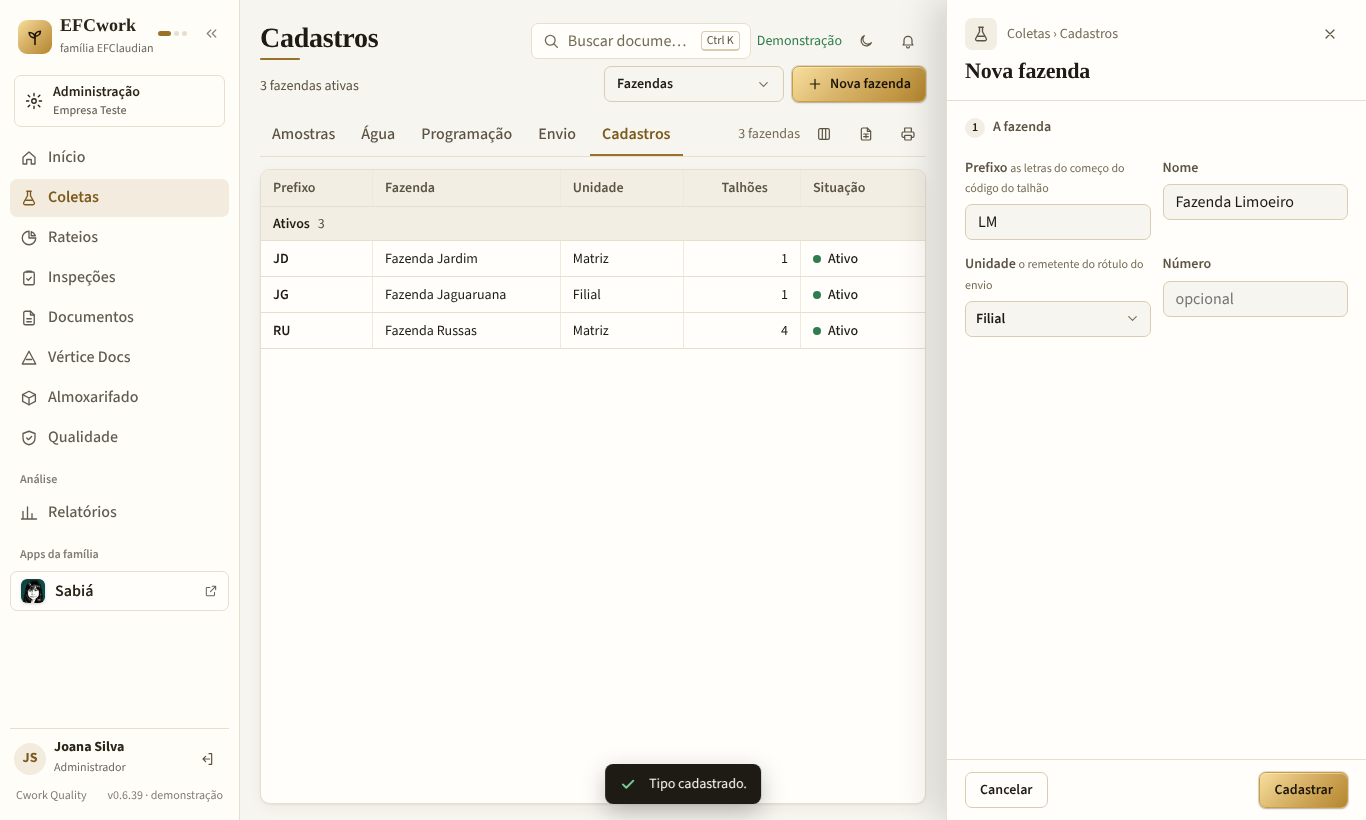 EFCwork
família EFClaudian
Administração
Empresa Teste
Início
Coletas
Rateios
Inspeções
Documentos
Vértice Docs
Almoxarifado
Qualidade
Análise
Relatórios
Apps da família
Sabiá
JS
Joana Silva
Administrador
Cwork Quality
v0.6.39 · demonstração
Cadastros
Buscar docume…
Ctrl K
Demonstração
3 fazendas ativas
Fazendas
Nova fazenda
Amostras
Água
Programação
Envio
Cadastros
3 fazendas
Prefixo Fazenda Unidade Talhões Situação
Ativos 3
JD Fazenda Jardim Matriz 1 Ativo
JG Fazenda Jaguaruana Filial 1 Ativo
RU Fazenda Russas Matriz 4 Ativo
Tipo cadastrado.
Coletas › Cadastros
Nova fazenda
1 A fazenda
Prefixo as letras do começo do
código do talhão
LM
Nome
Fazenda Limoeiro
Unidade o remetente do rótulo do
envio
Filial
Número
opcional
Cancelar
Cadastrar